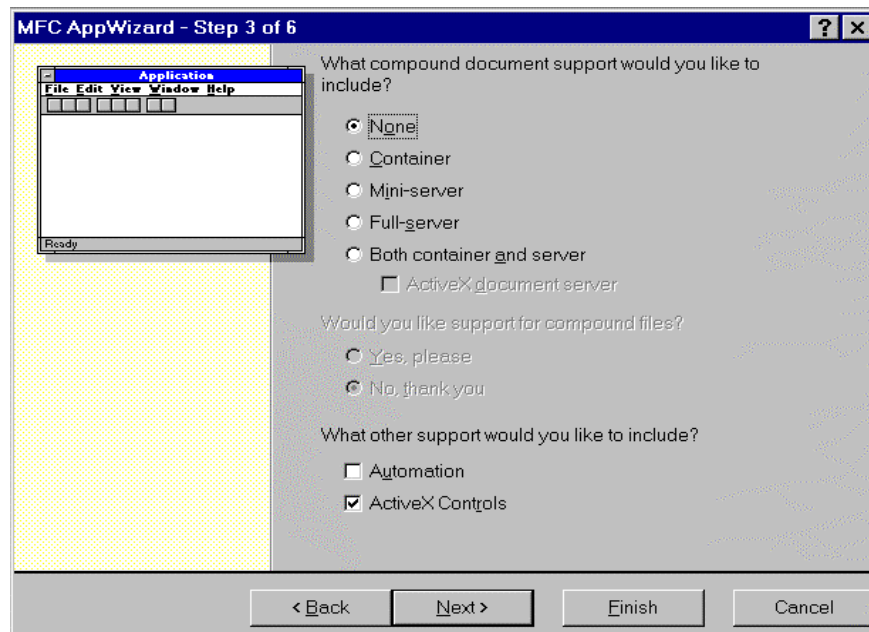 MFC AppWizard - Step 3 of 6
Application
File Edit View Window Help
Ready
What compound document support would you like to
include?
None
Container
Mini-server
Full-server
Both container and server
ActiveX document server
Would you like support for compound files?
Yes, please
No, thank you
What other support would you like to include?
Automation
ActiveX Controls
< Back
Next >
Finish
Cancel